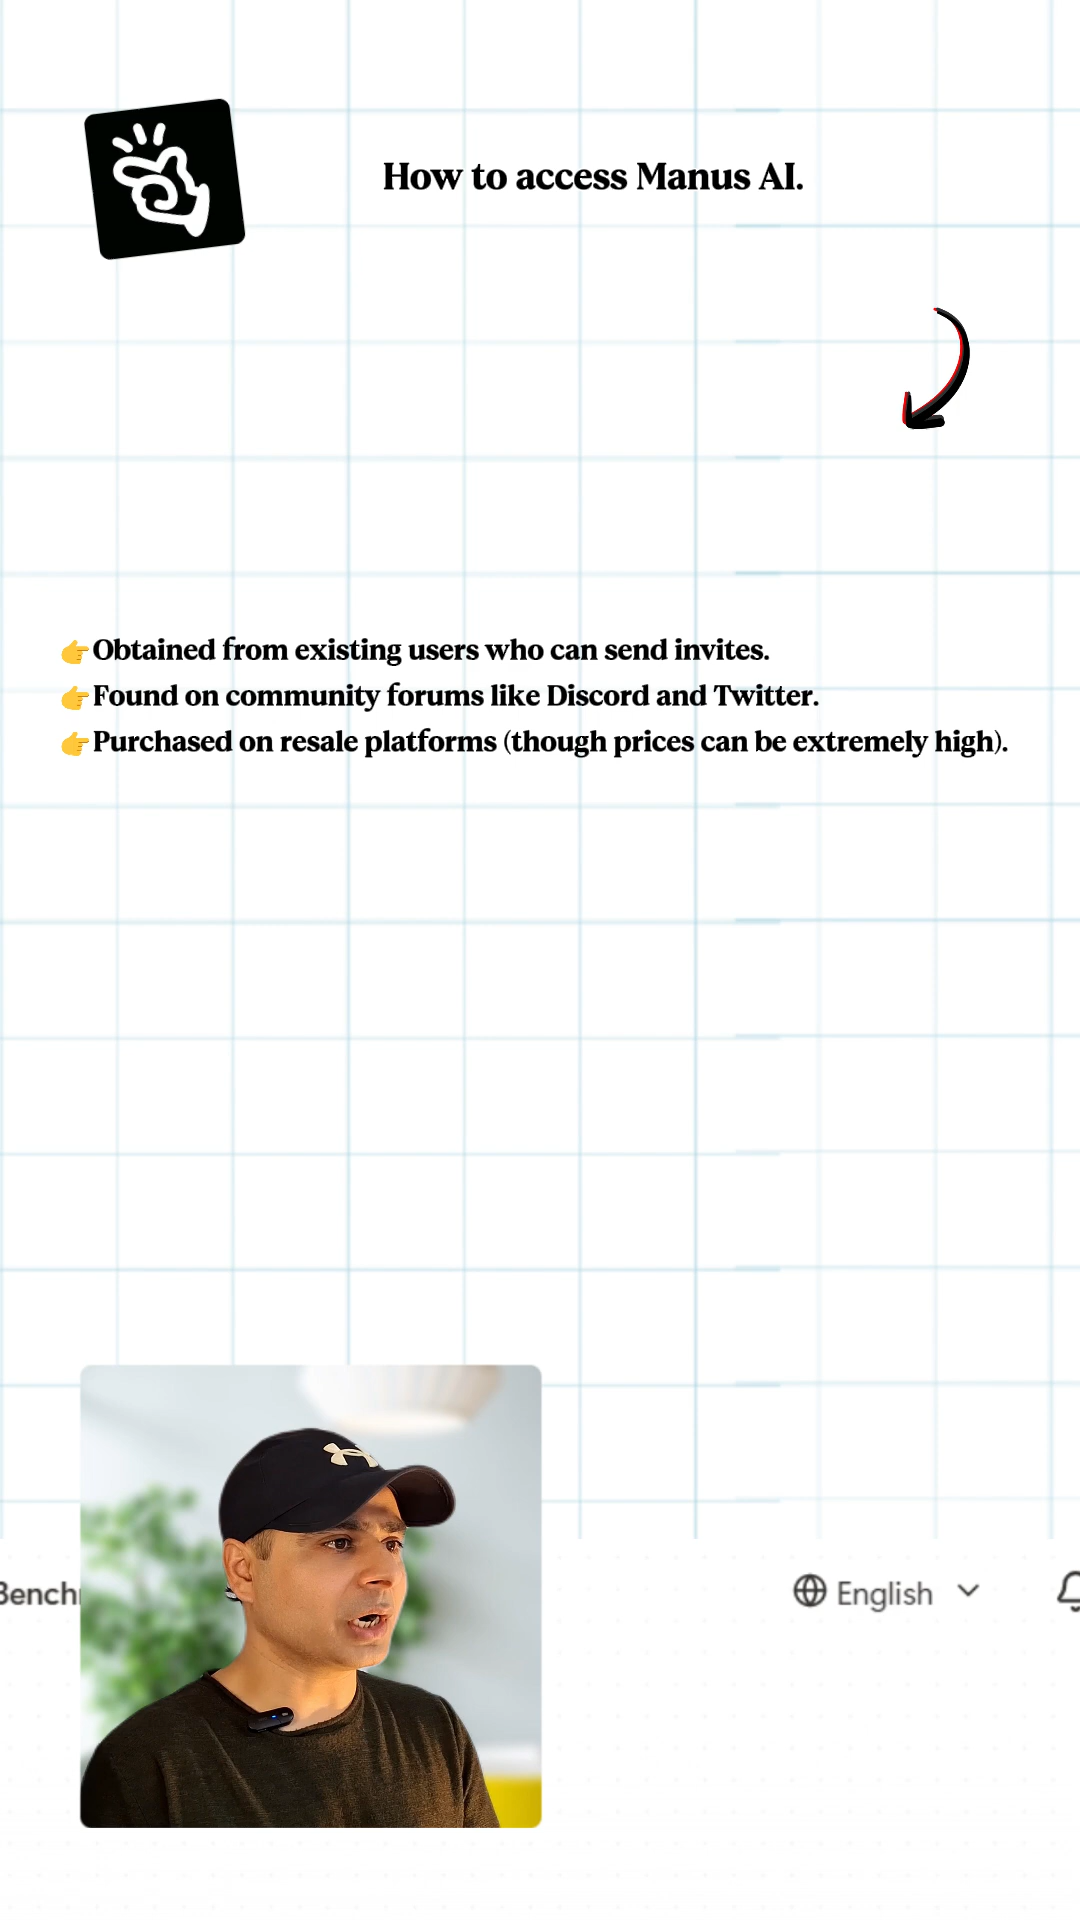 How to access Manus AI.
👉Obtained from existing users who can send invites.
👉Found on community forums like Discord and Twitter.
👉Purchased on resale platforms (though prices can be extremely high).
English